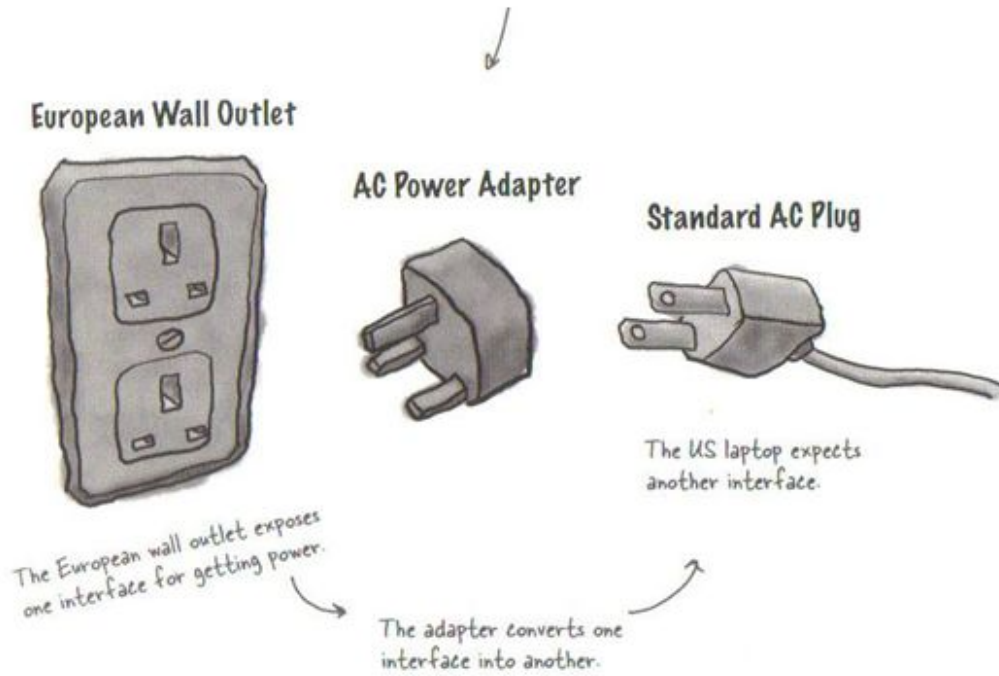 European Wall Outlet
AC Power Adapter
Standard AC Plug
The US laptop expects
another interface.
The European wall outlet exposes
one interface for getting power.
The adapter converts one
interface into another.